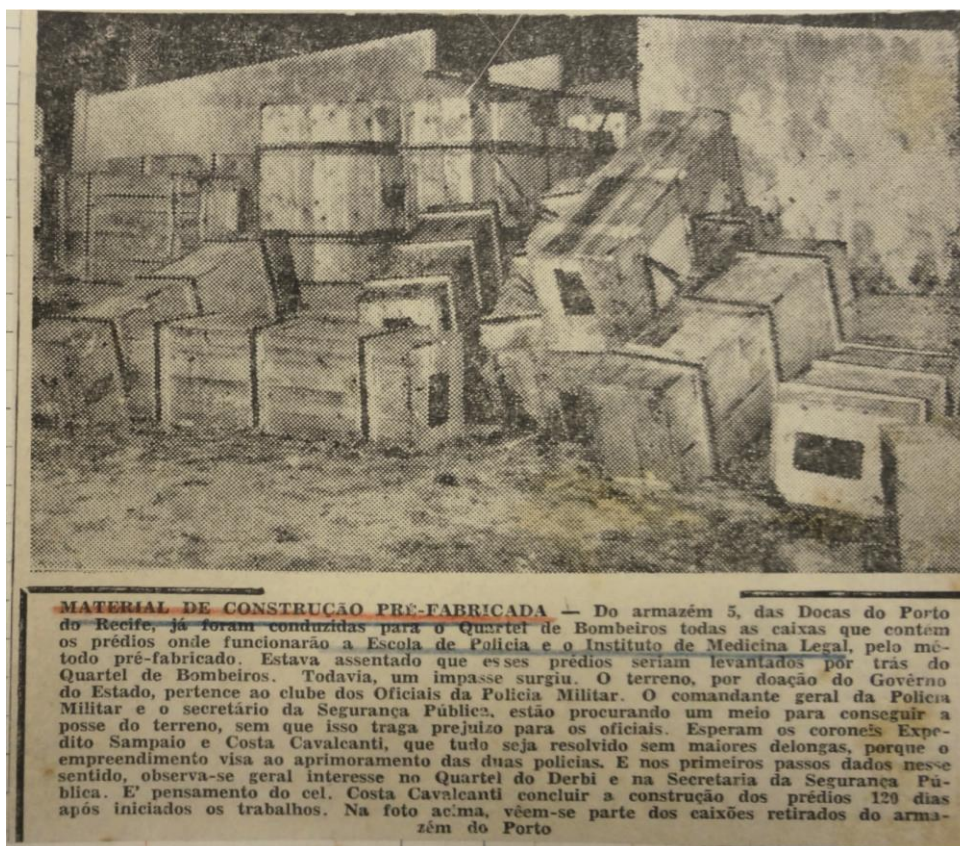 MATERIAL DE CONSTRUÇÃO PRÉ-FABRICADA — Do armazém 5, das Docas do Porto
do Recife, já foram conduzidas para o Quartel de Bombeiros todas as caixas que contêm
os prédios onde funcionarão a Escola de Policia e o Instituto de Medicina Legal, pelo mé-
todo pré-fabricado. Estava assentado que esses prédios seriam levantados por trás do
Quartel de Bombeiros. Todavia, um impasse surgiu. O terreno, por doação do Govêrno
do Estado, pertence ao clube dos Oficiais da Policia Militar. O comandante geral da Policia
Militar e o secretário da Segurança Pública, estão procurando um meio para conseguir a
posse do terreno, sem que isso traga prejuizo para os oficiais. Esperam os coroneis Expe-
dito Sampaio e Costa Cavalcanti, que tudo seja resolvido sem maiores delongas, porque o
empreendimento visa ao aprimoramento das duas policias. E nos primeiros passos dados nesse
sentido, observa-se geral interesse no Quartel do Derbi e na Secretaria da Segurança Pú-
blica. E' pensamento do cel. Costa Cavalcanti concluir a construção dos prédios 120 dias
após iniciados os trabalhos. Na foto acima, vêem-se parte dos caixões retirados do arma-
zém do Porto